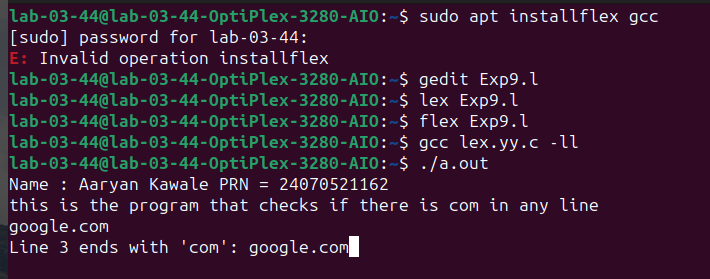 lab-03-44@lab-03-44-OptiPlex-3280-AIO:~$ sudo apt installflex gcc
[sudo] password for lab-03-44:
E: Invalid operation installflex
lab-03-44@lab-03-44-OptiPlex-3280-AIO:~$ gedit Exp9.l
lab-03-44@lab-03-44-OptiPlex-3280-AIO:~$ lex Exp9.l
lab-03-44@lab-03-44-OptiPlex-3280-AIO:~$ flex Exp9.l
lab-03-44@lab-03-44-OptiPlex-3280-AIO:~$ gcc lex.yy.c -ll
lab-03-44@lab-03-44-OptiPlex-3280-AIO:~$ ./a.out
Name : Aaryan Kawale PRN = 24070521162
this is the program that checks if there is com in any line
google.com
Line 3 ends with 'com': google.com